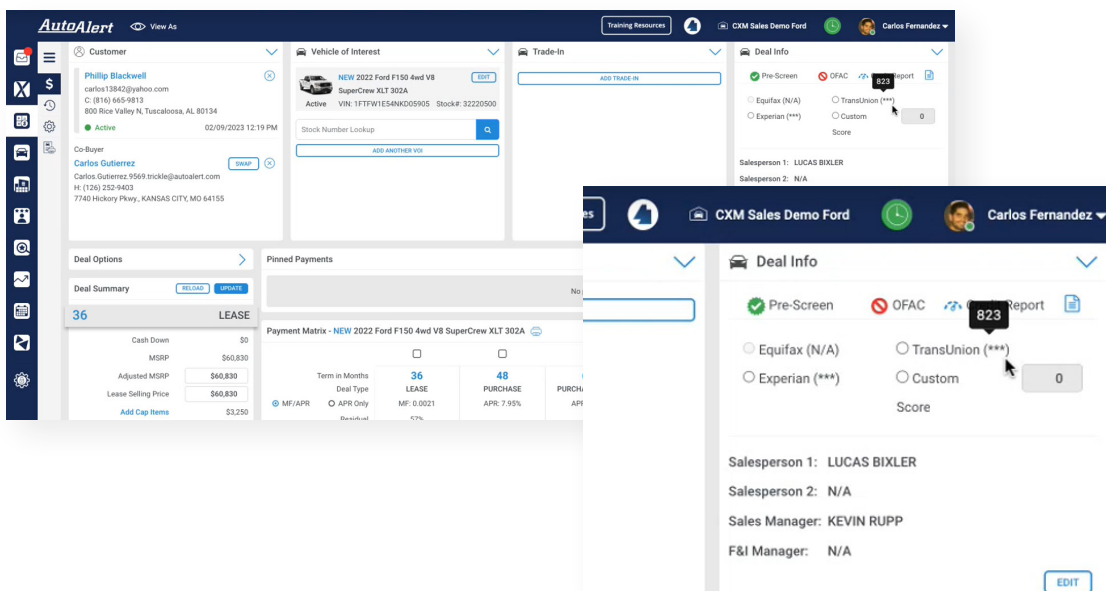 AutoAlert
View As
Training Resources
CXM Sales Demo Ford
Carlos Fernandez
Customer
Phillip Blackwell
carlos13842@yahoo.com
C: (816) 665-9813
800 Rice Valley N, Tuscaloosa, AL 80134
Active 02/09/2023 12:19 PM
Co-Buyer
Carlos Gutierrez SWAP
Carlos.Gutierrez.9569.trickle@autoalert.com
H: (126) 252-9403
7740 Hickory Pkwy., KANSAS CITY, MO 64155
Vehicle of Interest
NEW 2022 Ford F150 4wd V8 EDIT
SuperCrew XLT 302A
Active VIN: 1FTFW1E54NKD05905 Stock#: 32220500
Stock Number Lookup
ADD ANOTHER VOI
Trade-In
ADD TRADE-IN
Deal Info
Pre-Screen OFAC Report
823
Equifax (N/A) TransUnion (***)
Experian (***) Custom 0
Score
Salesperson 1: LUCAS BIXLER
Salesperson 2: N/A
Deal Options
Deal Summary RELOAD UPDATE
36 LEASE
Cash Down $0
MSRP $60,830
Adjusted MSRP $60,830
Lease Selling Price $60,830
Add Cap Items $3,250
Pinned Payments
No
Payment Matrix - NEW 2022 Ford F150 4wd V8 SuperCrew XLT 302A
Term in Months 36 48
Deal Type LEASE PURCHASE PURCHA
MF/APR APR Only MF: 0.0021 APR: 7.95% APR
Residual 57%
es
CXM Sales Demo Ford
Carlos Fernandez
Deal Info
Pre-Screen OFAC Report
823
Equifax (N/A) TransUnion (***)
Experian (***) Custom 0
Score
Salesperson 1: LUCAS BIXLER
Salesperson 2: N/A
Sales Manager: KEVIN RUPP
F&I Manager: N/A
EDIT